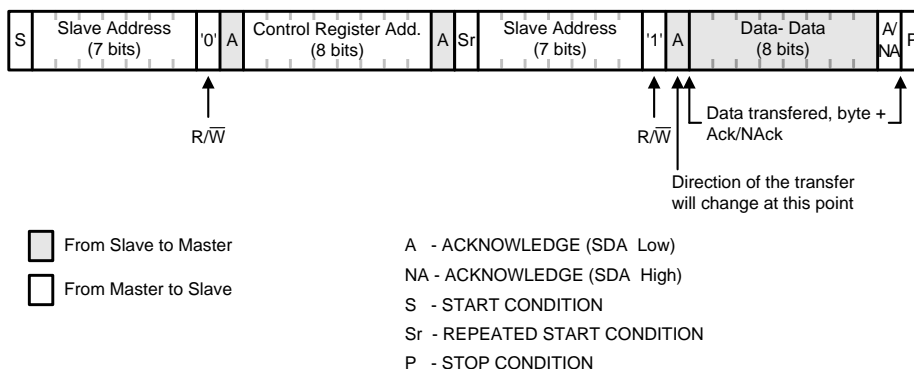 S
Slave Address
(7 bits)
'0'
A
Control Register Add.
(8 bits)
A
Sr
Slave Address
(7 bits)
'1'
A
Data- Data
(8 bits)
A/
NA
P
R/W̅
R/W̅
Data transfered, byte +
Ack/NAck
Direction of the transfer
will change at this point
From Slave to Master
From Master to Slave
A - ACKNOWLEDGE (SDA Low)
NA - ACKNOWLEDGE (SDA High)
S - START CONDITION
Sr - REPEATED START CONDITION
P - STOP CONDITION